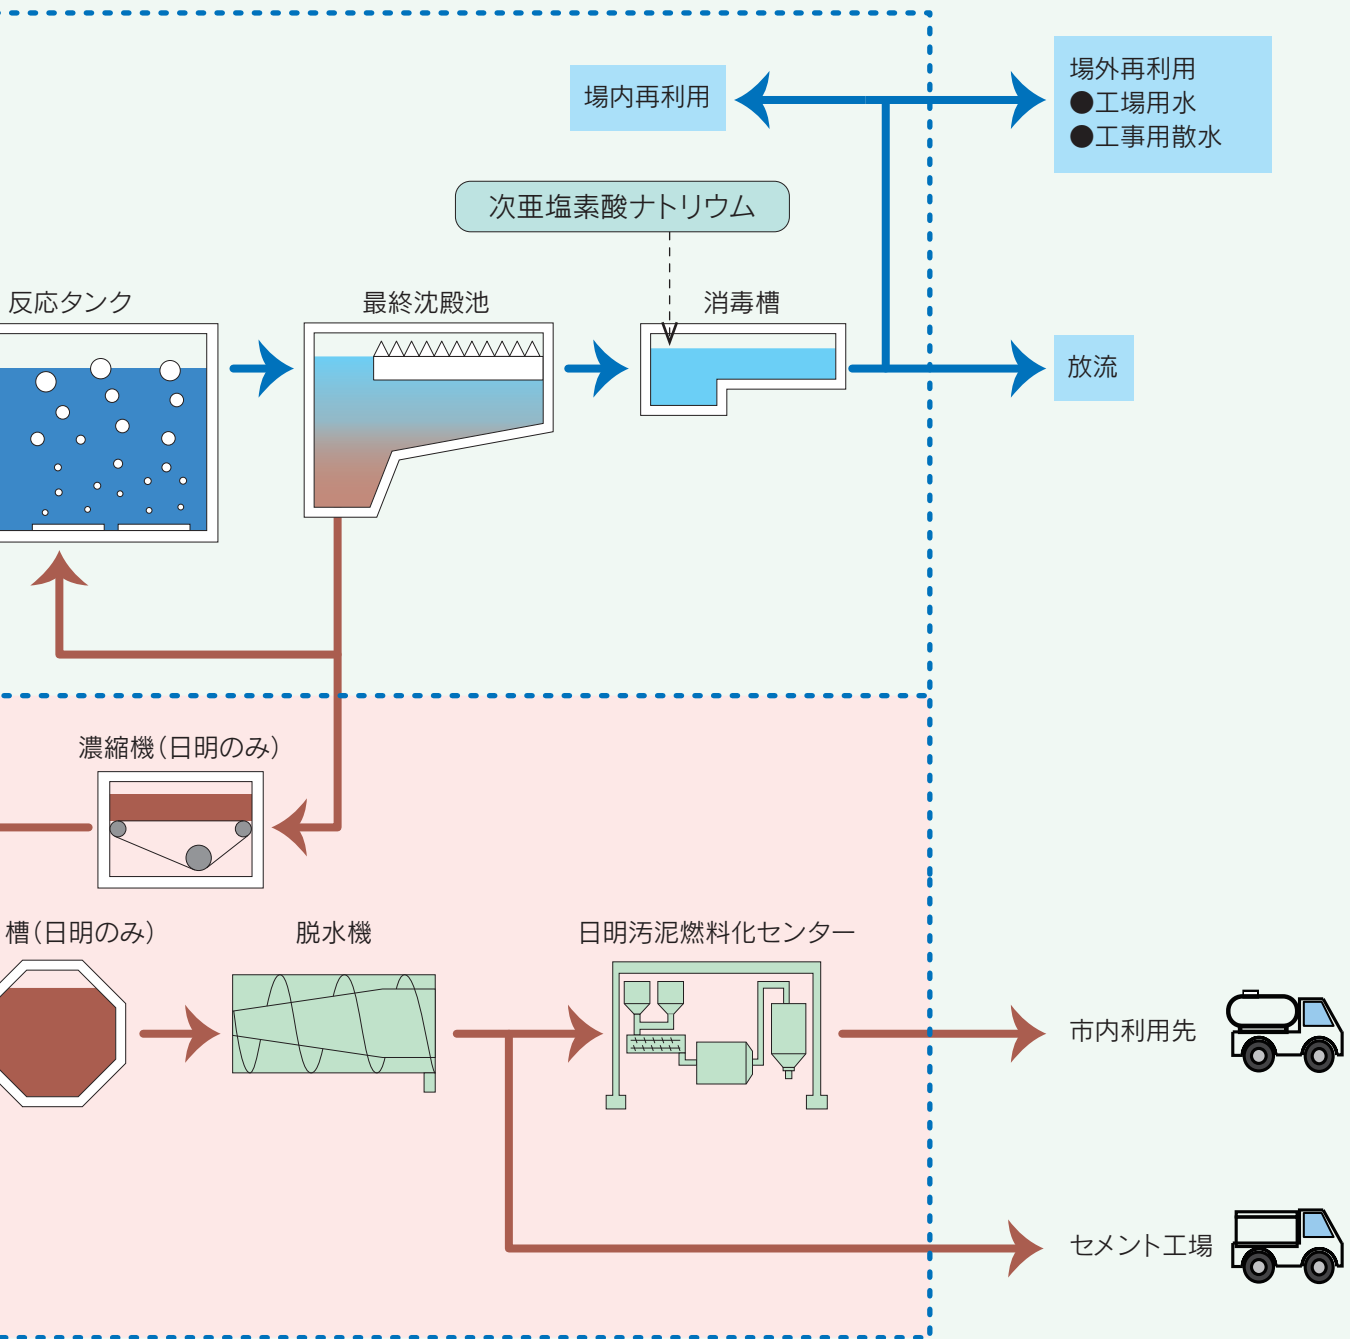 場内再利用
場外再利用
●工場用水
●工事用散水
次亜塩素酸ナトリウム
反応タンク
最終沈殿池
消毒槽
放流
濃縮機(日明のみ)
槽(日明のみ)
脱水機
日明汚泥燃料化センター
市内利用先
セメント工場